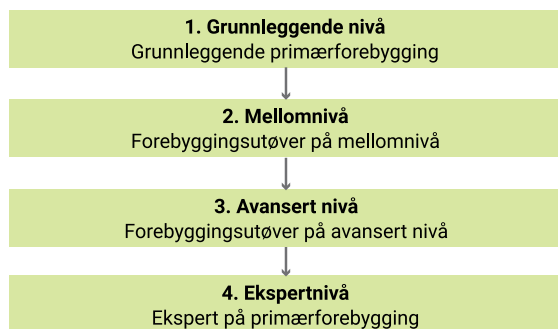 1. Grunnleggende nivå
Grunnleggende primærforebygging
2. Mellomnivå
Forebyggingsutøver på mellomnivå
3. Avansert nivå
Forebyggingsutøver på avansert nivå
4. Ekspertnivå
Ekspert på primærforebygging